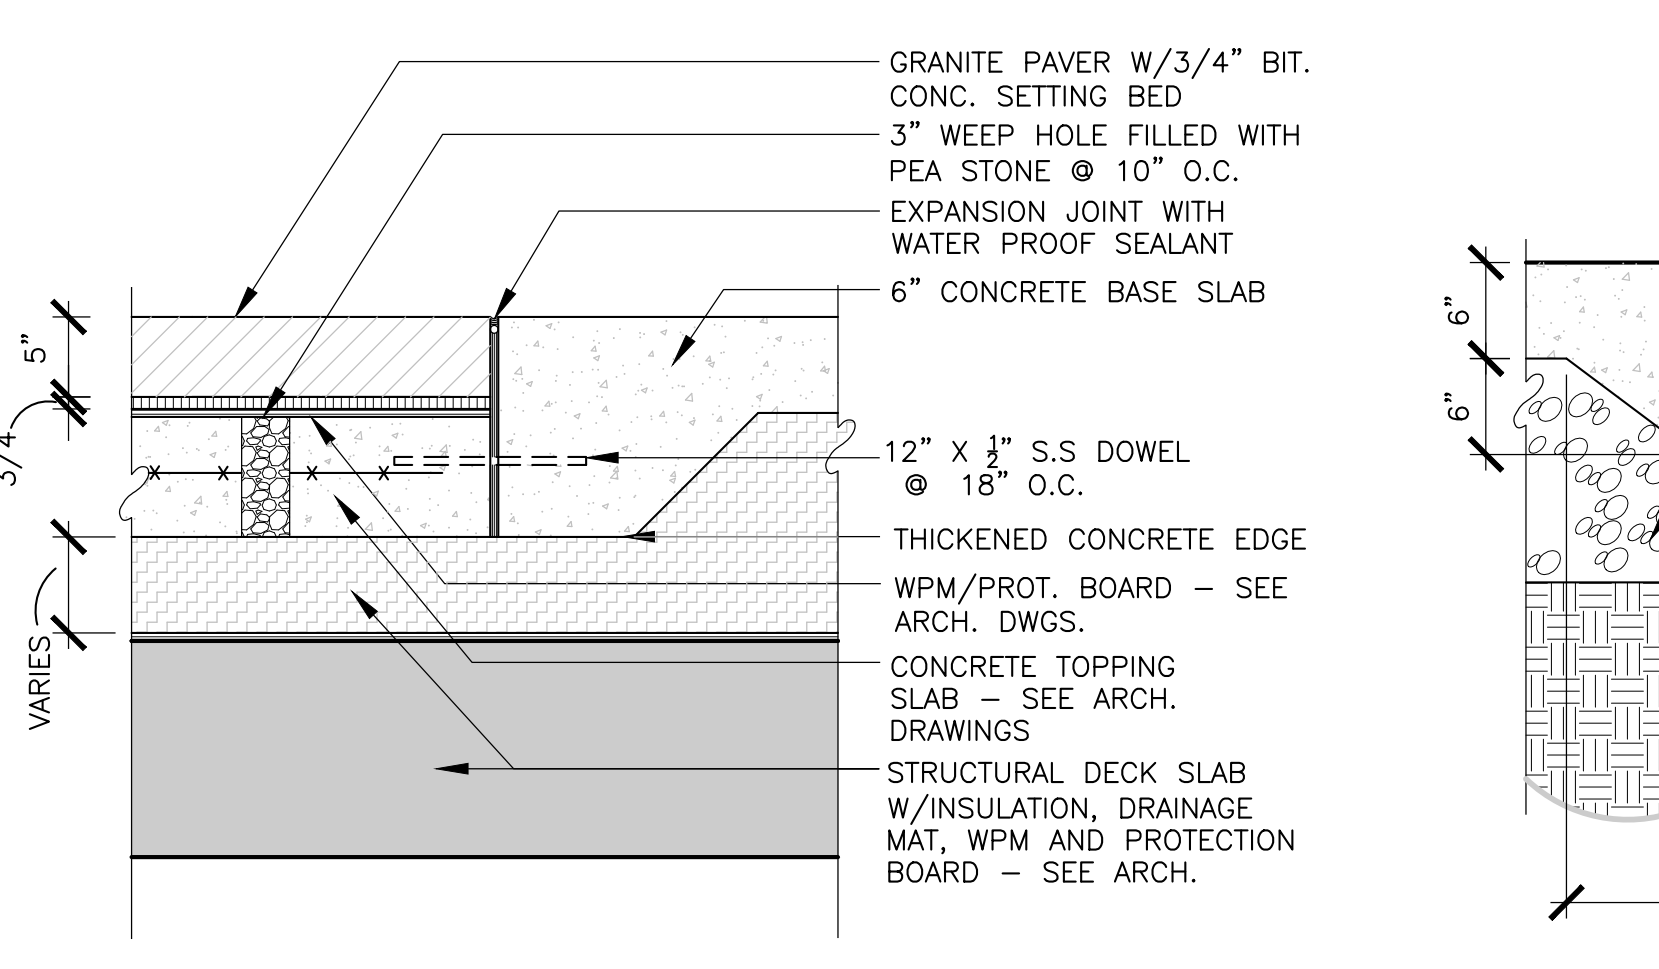 GRANITE PAVER W/3/4" BIT.
CONC. SETTING BED
3" WEEP HOLE FILLED WITH
PEA STONE @ 10" O.C.
EXPANSION JOINT WITH
WATER PROOF SEALANT
6" CONCRETE BASE SLAB
12" X ½" S.S DOWEL
@ 18" O.C.
THICKENED CONCRETE EDGE
WPM/PROT. BOARD – SEE
ARCH. DWGS.
CONCRETE TOPPING
SLAB – SEE ARCH.
DRAWINGS
STRUCTURAL DECK SLAB
W/INSULATION, DRAINAGE
MAT, WPM AND PROTECTION
BOARD – SEE ARCH.
5"
3/4
VARIES
X X X X
6"
6"